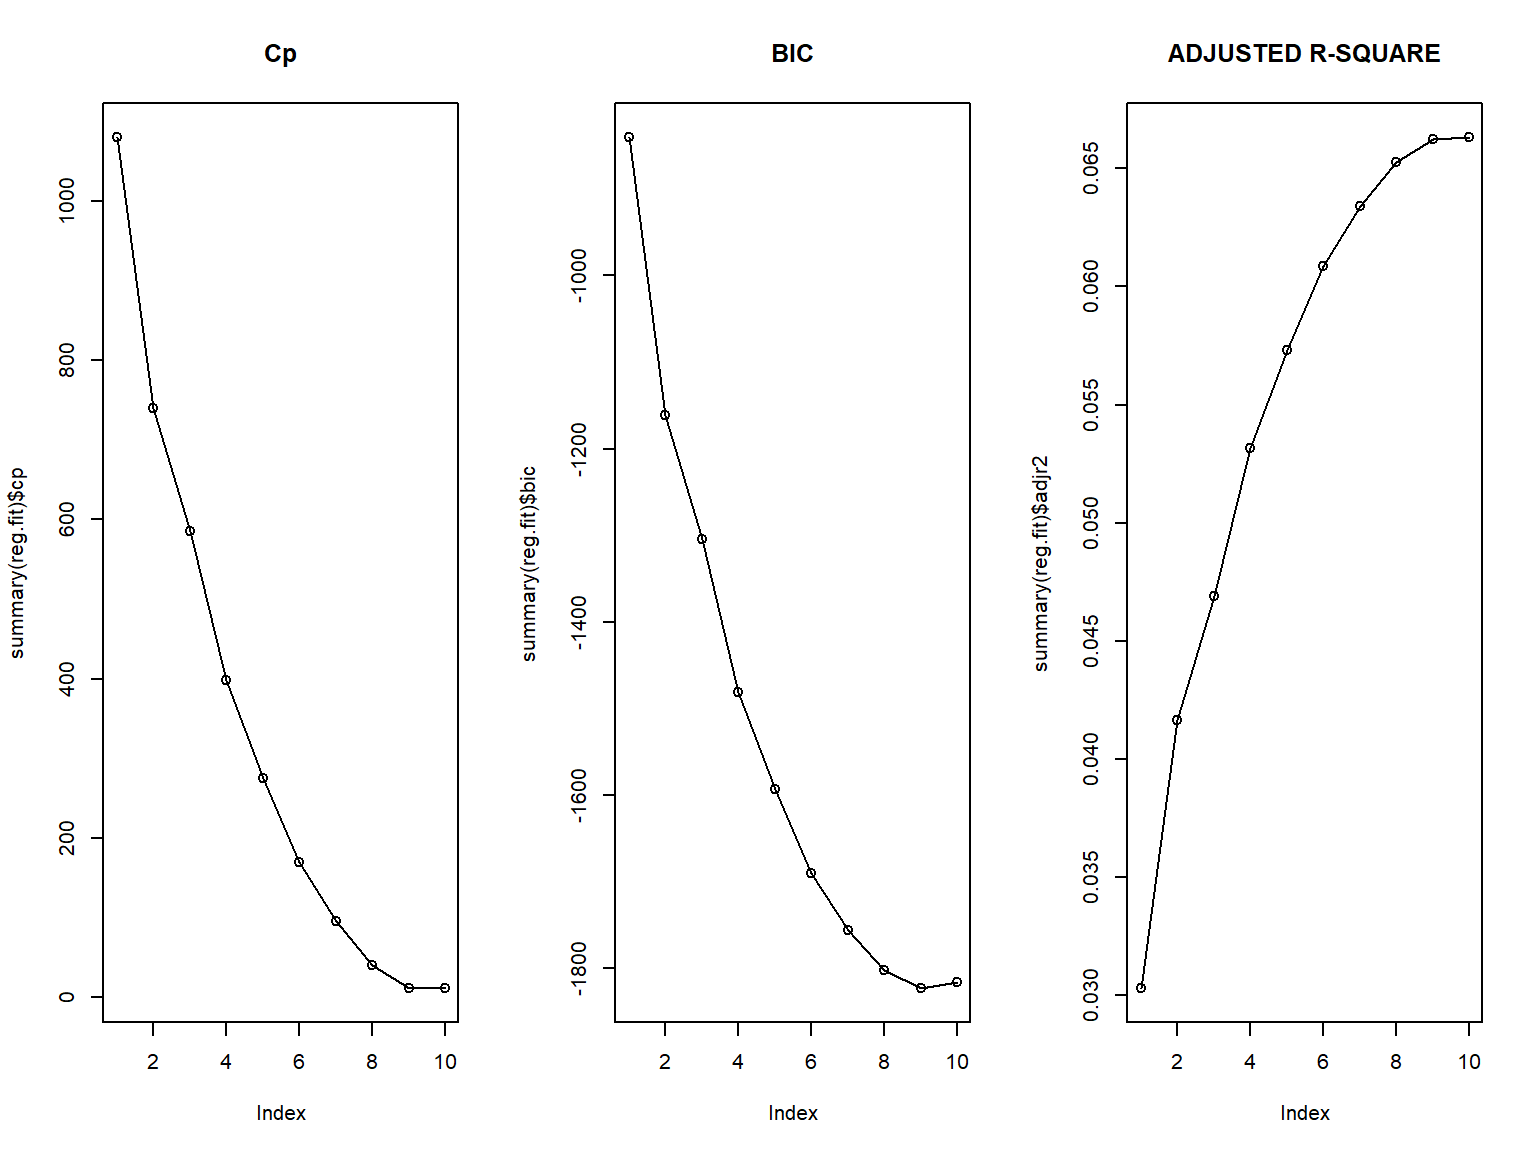 Cp
summary(reg.fit)$cp
0 200 400 600 800 1000
2 4 6 8 10
Index
BIC
summary(reg.fit)$bic
-1800 -1600 -1400 -1200 -1000
2 4 6 8 10
Index
ADJUSTED R-SQUARE
summary(reg.fit)$adjr2
0.030 0.035 0.040 0.045 0.050 0.055 0.060 0.065
2 4 6 8 10
Index